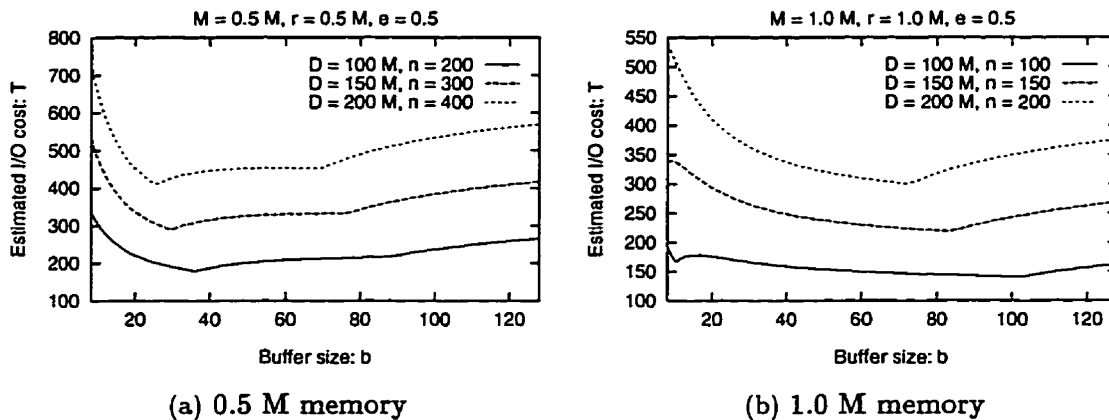 M = 0.5 M, r = 0.5 M, e = 0.5
800
700
600
500
400
300
200
100
Estimated I/O cost: T
D = 100 M, n = 200
D = 150 M, n = 300
D = 200 M, n = 400
20 40 60 80 100 120
Buffer size: b
(a) 0.5 M memory
M = 1.0 M, r = 1.0 M, e = 0.5
550
500
450
400
350
300
250
200
150
100
Estimated I/O cost: T
D = 100 M, n = 100
D = 150 M, n = 150
D = 200 M, n = 200
20 40 60 80 100 120
Buffer size: b
(b) 1.0 M memory